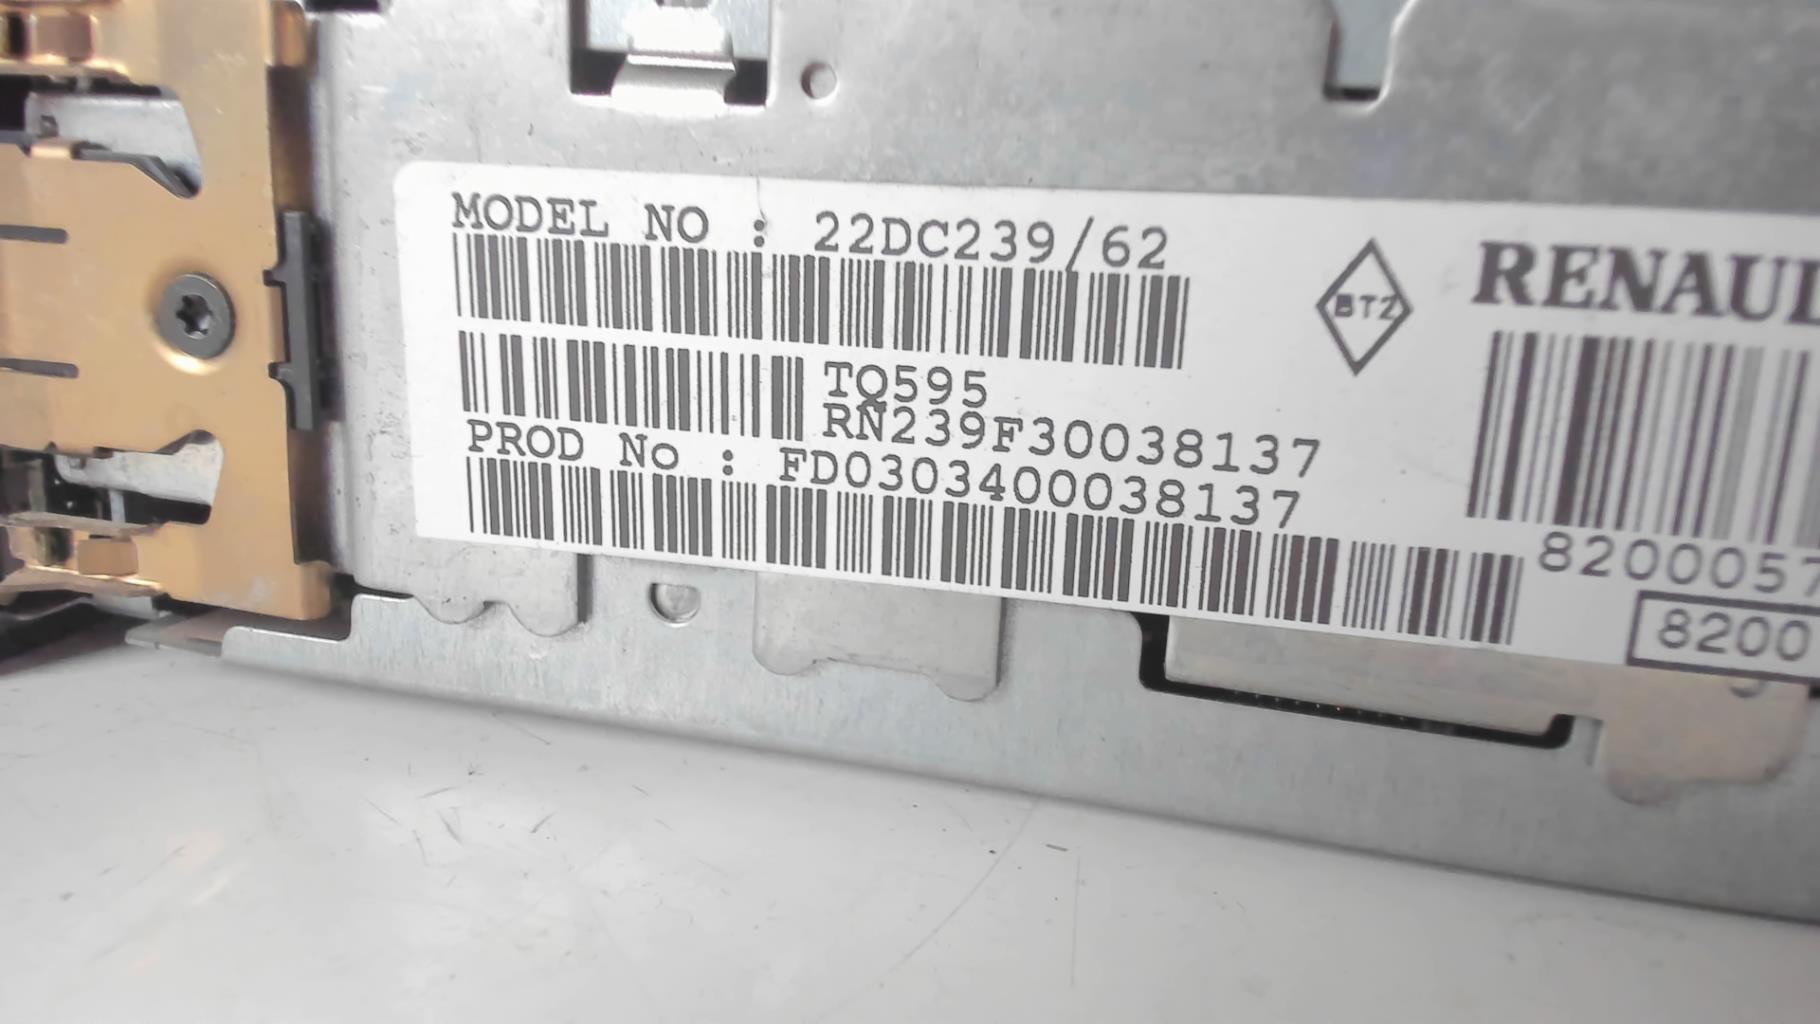 MODEL NO : 22DC239/62
TQ595
RN239F30038137
PROD No : FD0303400038137
BTZ
RENAUL
8200057
8200